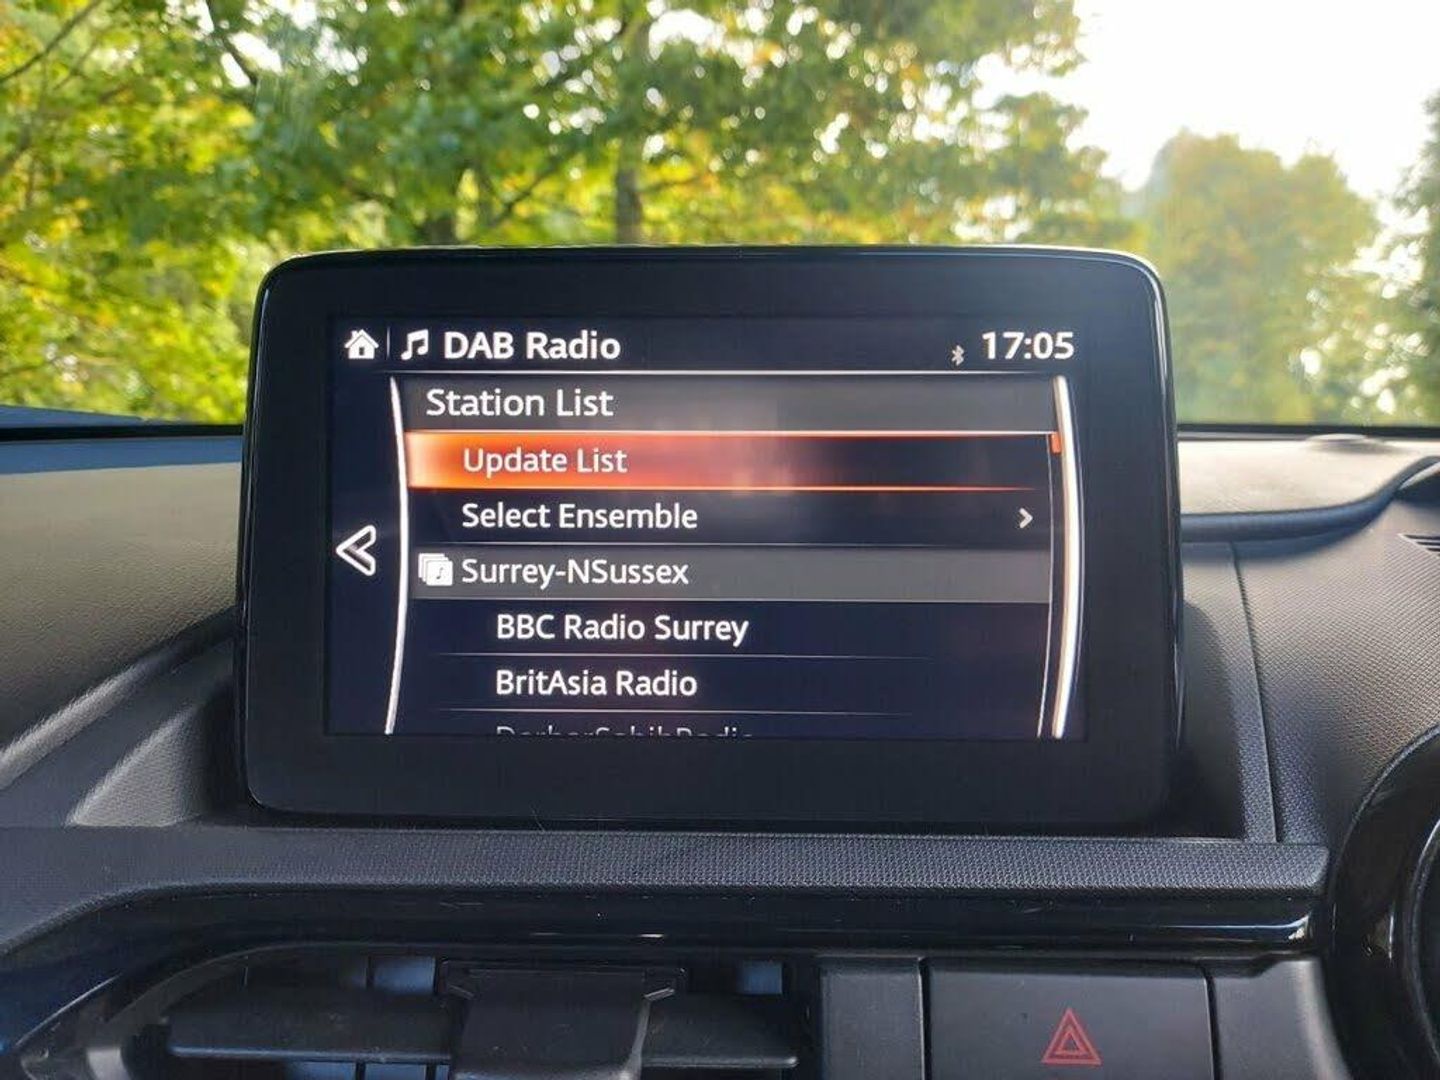 DAB Radio 17:05
Station List
Update List
Select Ensemble
Surrey-NSussex
BBC Radio Surrey
BritAsia Radio